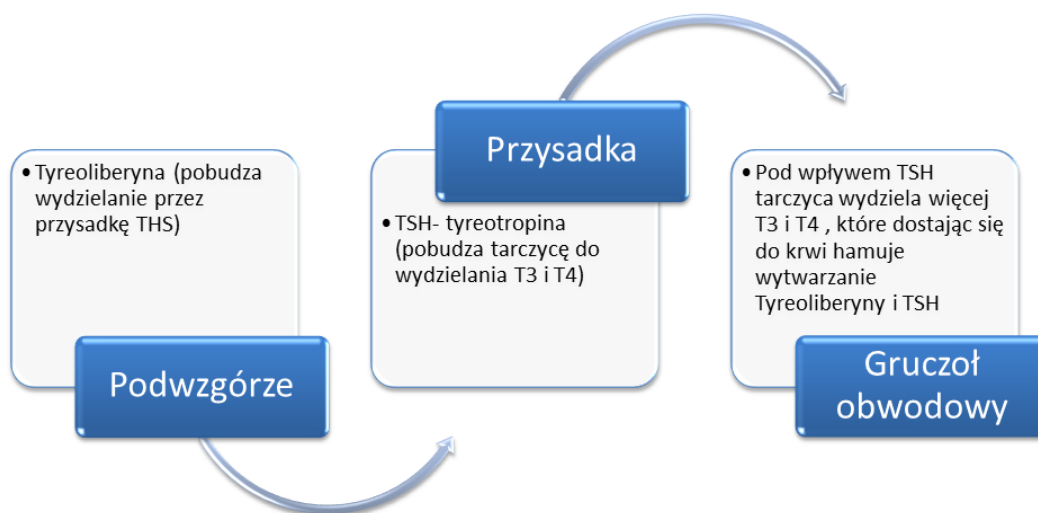 • Tyreoliberyna (pobudza
wydzielanie przez
przysadkę THS)
Podwzgórze
Przysadka
• TSH- tyreotropina
(pobudza tarczycę do
wydzielania T3 i T4)
• Pod wpływem TSH
tarczyca wydziela więcej
T3 i T4 , które dostając się
do krwi hamuje
wytwarzanie
Tyreoliberyny i TSH
Gruczoł
obwodowy